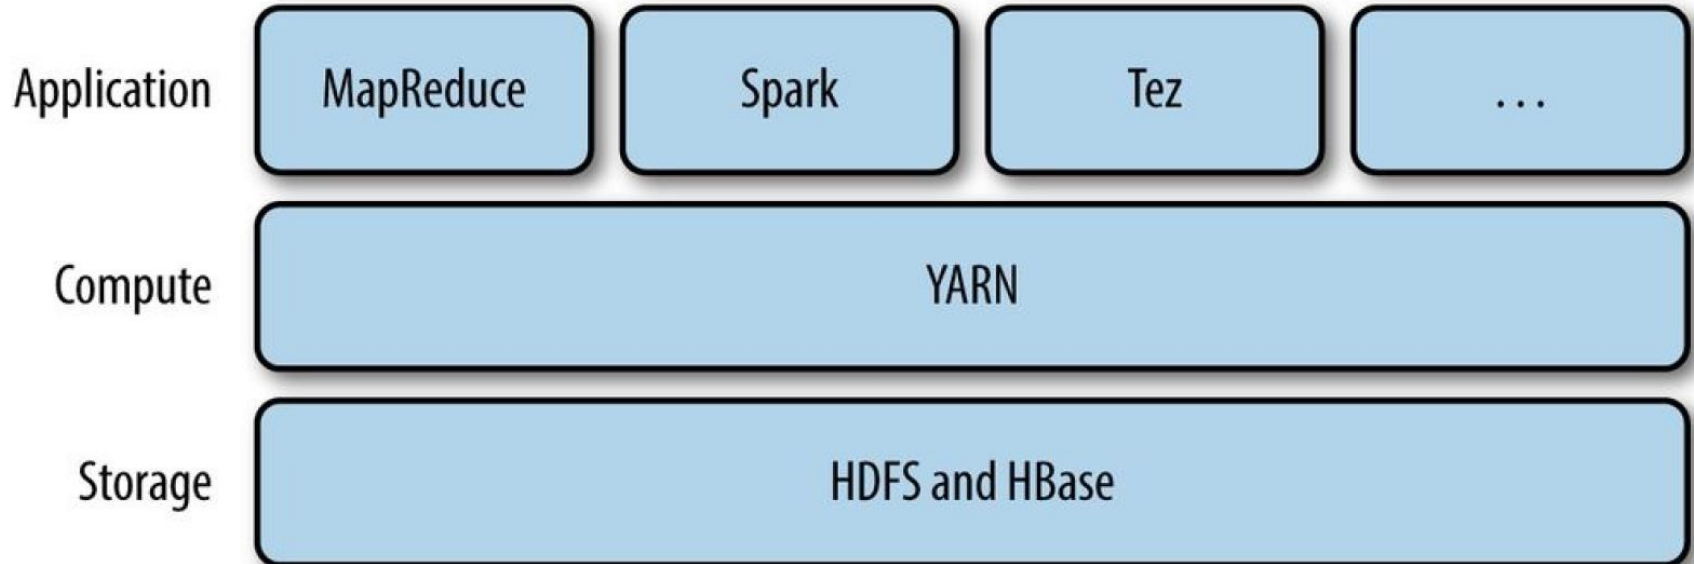 Application MapReduce Spark Tez ...
Compute YARN
Storage HDFS and HBase